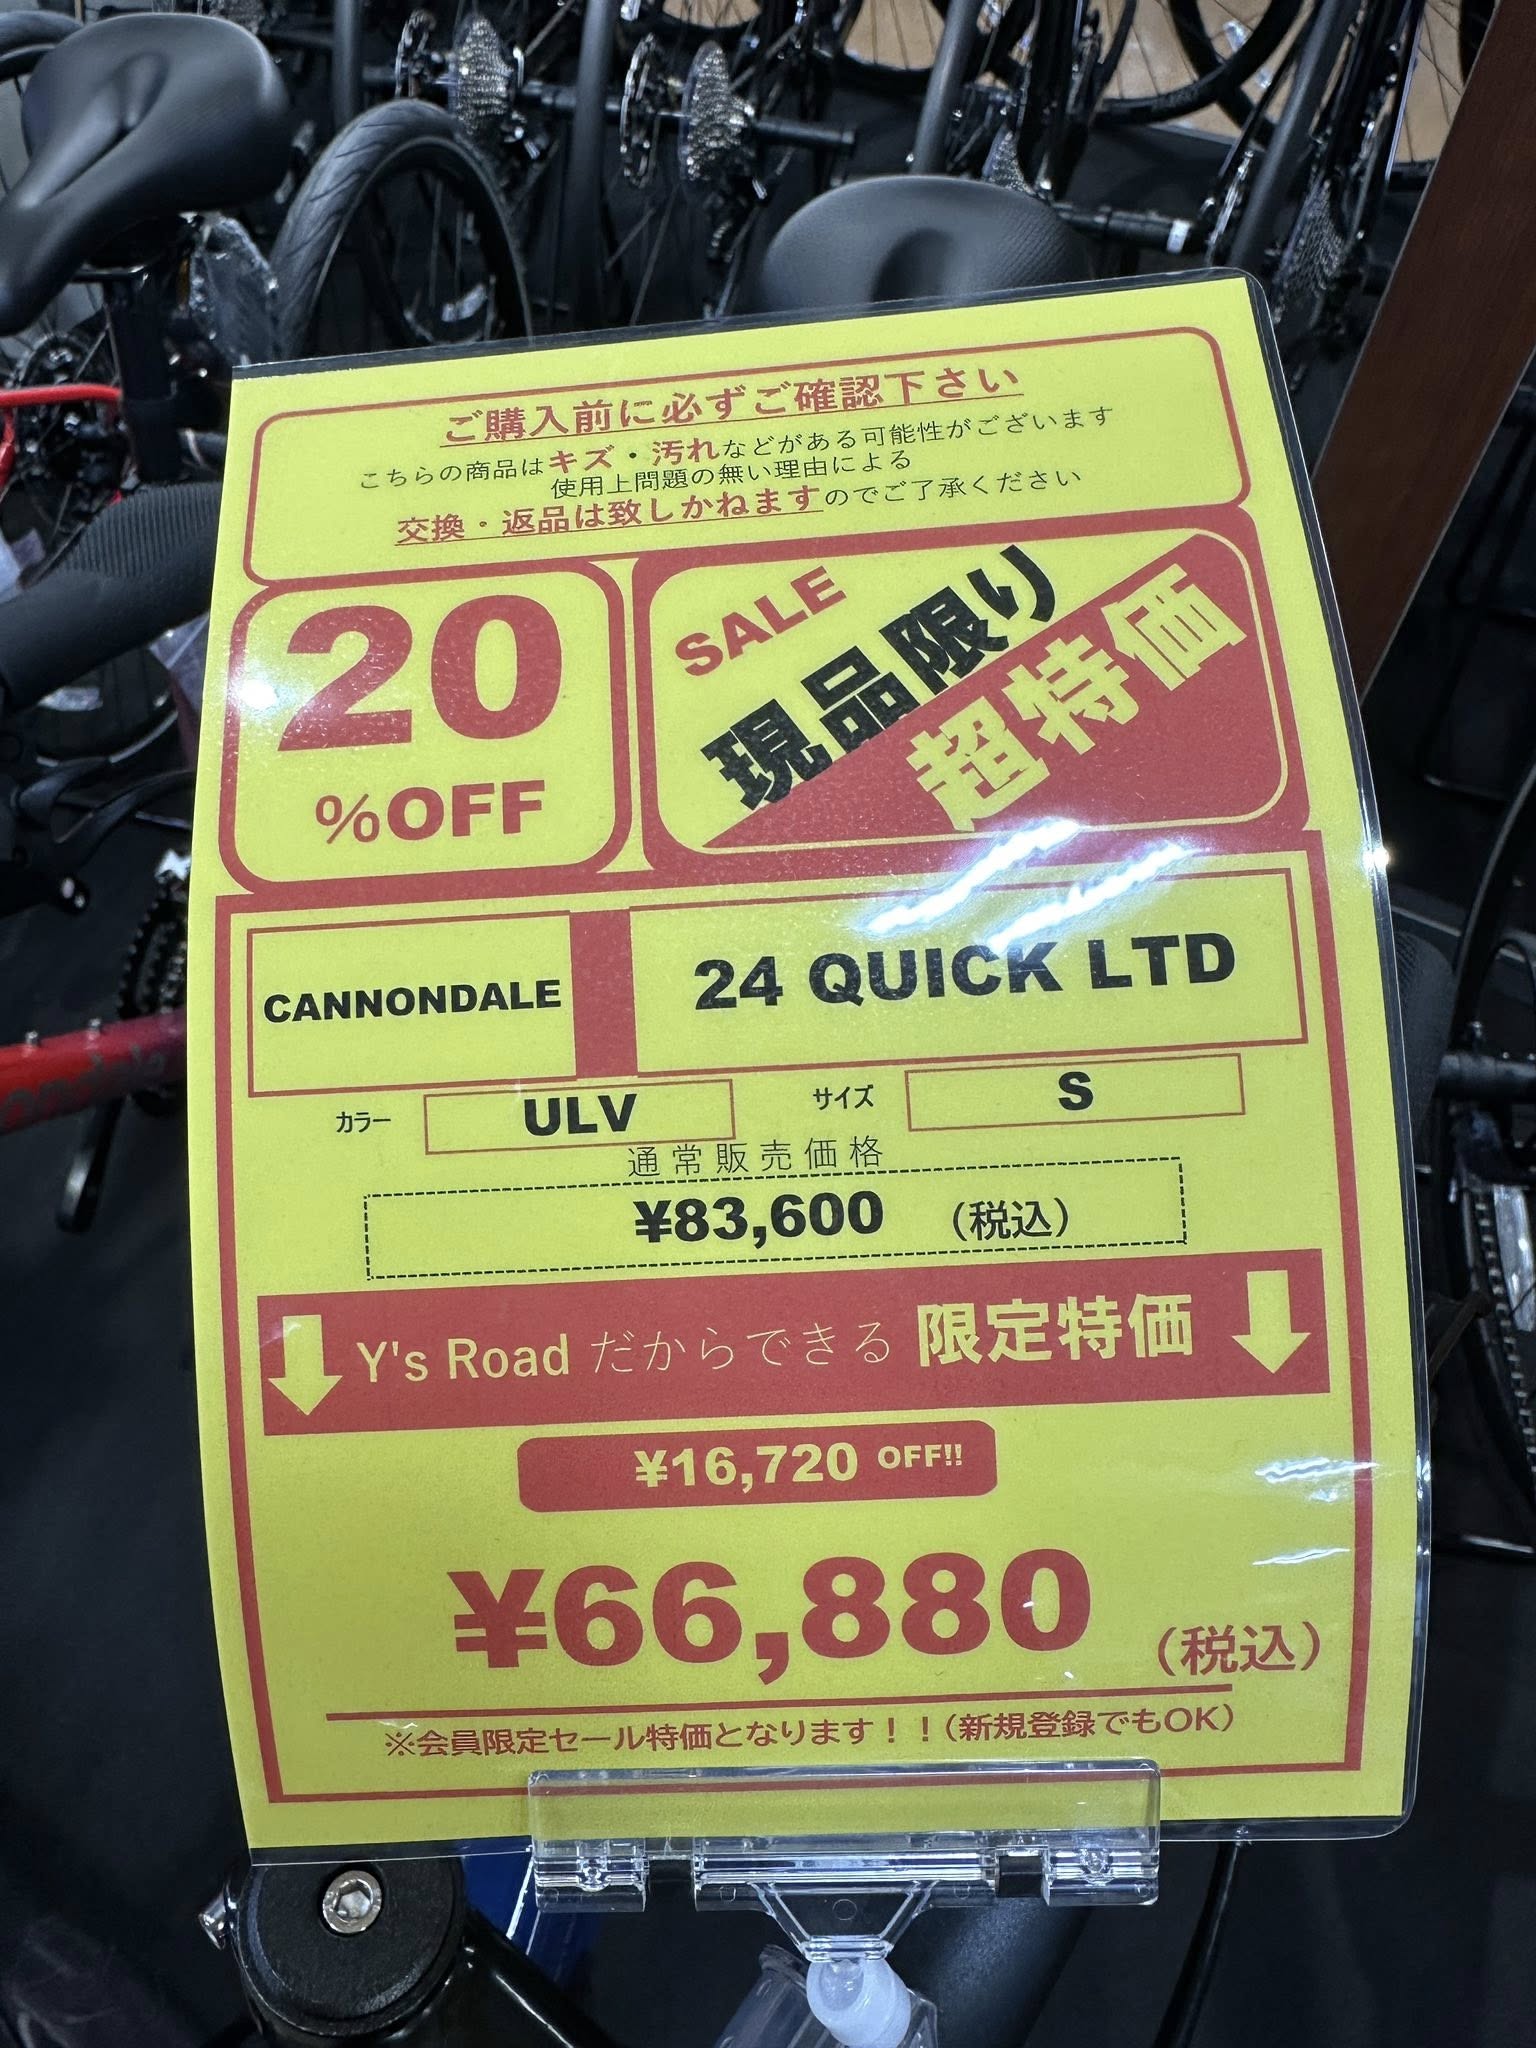 ご購入前に必ずご確認下さい
こちらの商品はキズ・汚れなどがある可能性がございます
使用上問題の無い理由による
交換・返品は致しかねますのでご了承ください
20
%OFF
SALE
現品限り
超特価
CANNONDALE
24 QUICK LTD
カラー ULV サイズ S
通常販売価格
¥83,600 (税込)
Y's Road だからできる 限定特価
¥16,720 OFF!!
¥66,880 (税込)
※会員限定セール特価となります！！(新規登録でもOK)